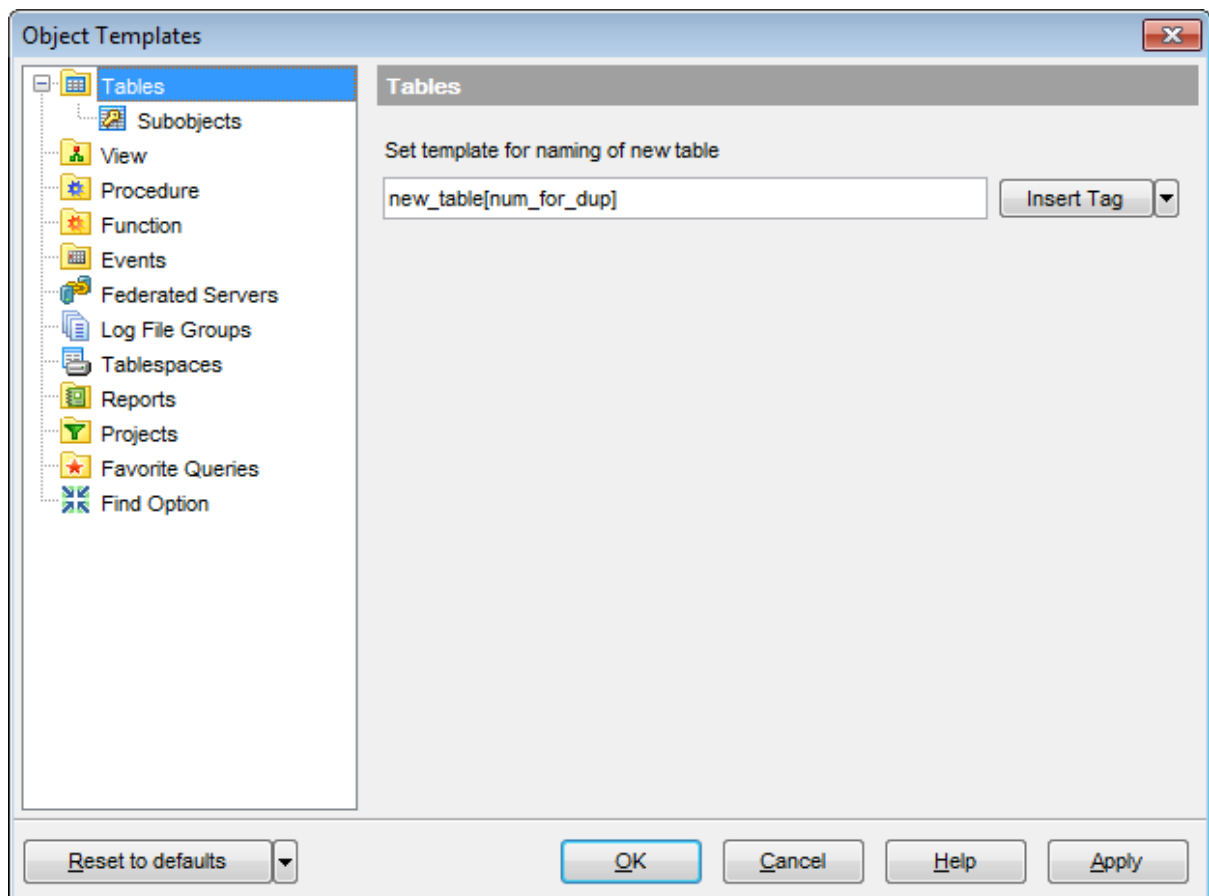 Object Templates
Tables
Subobjects
View
Procedure
Function
Events
Federated Servers
Log File Groups
Tablespaces
Reports
Projects
Favorite Queries
Find Option
Tables
Set template for naming of new table
new_table[num_for_dup]
Insert Tag
Reset to defaults
OK
Cancel
Help
Apply